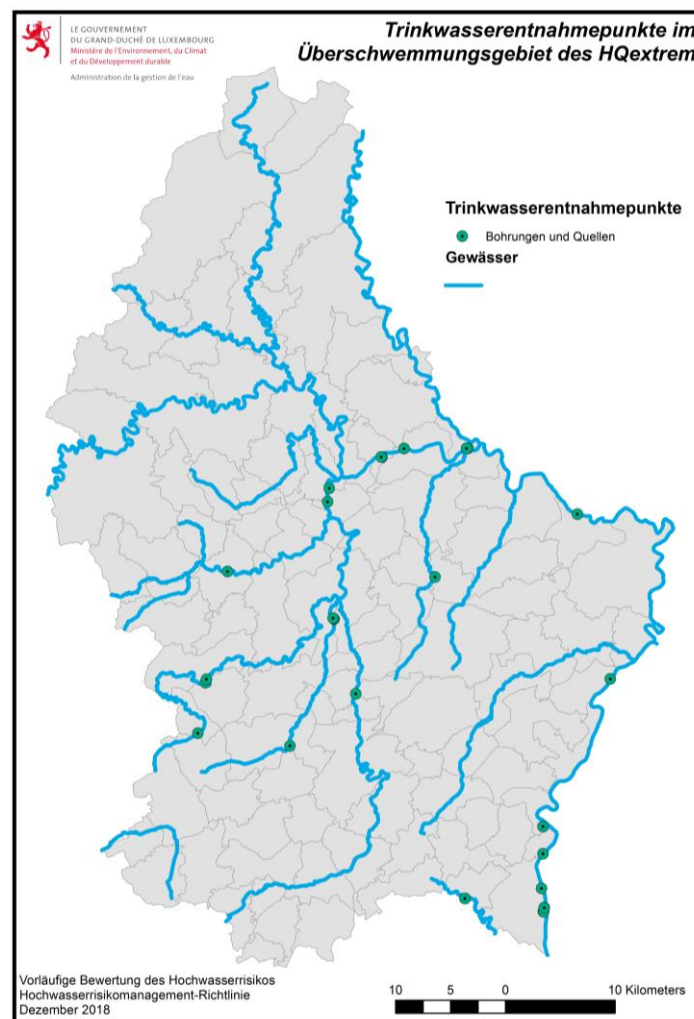 LE GOUVERNEMENT
DU GRAND-DUCHÉ DE LUXEMBOURG
Ministère de l'Environnement, du Climat
et du Développement durable
Administration de la gestion de l'eau
Trinkwasserentnahmepunkte im
Überschwemmungsgebiet des HQextrem
Trinkwasserentnahmepunkte
Bohrungen und Quellen
Gewässer
Vorläufige Bewertung des Hochwasserrisikos
Hochwasserrisikomanagement-Richtlinie
Dezember 2018
10 5 0 10 Kilometers